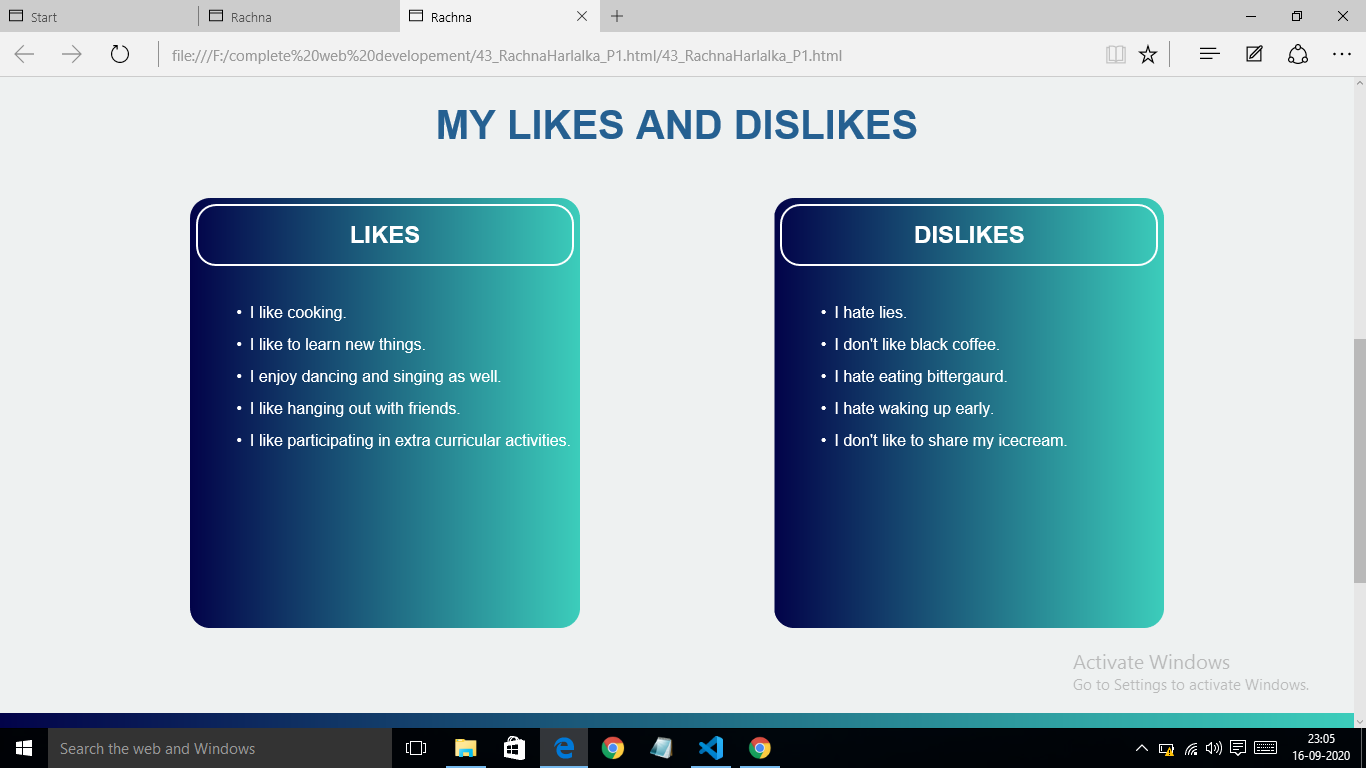 Start
Rachna
Rachna
file:///F:/complete%20web%20developement/43_RachnaHarlalka_P1.html/43_RachnaHarlalka_P1.html
MY LIKES AND DISLIKES
LIKES
• I like cooking.
• I like to learn new things.
• I enjoy dancing and singing as well.
• I like hanging out with friends.
• I like participating in extra curricular activities.
DISLIKES
• I hate lies.
• I don't like black coffee.
• I hate eating bittergaurd.
• I hate waking up early.
• I don't like to share my icecream.
Activate Windows
Go to Settings to activate Windows.
Search the web and Windows
23:05
16-09-2020